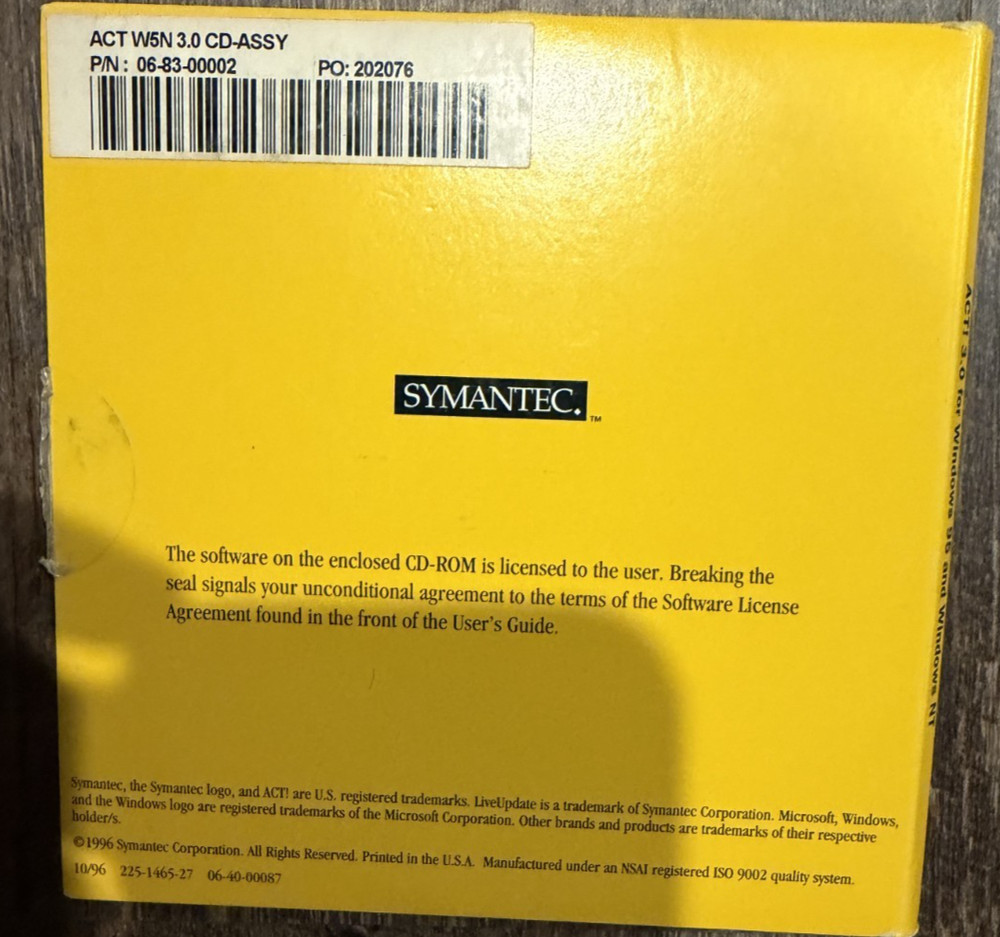 ACT W5N 3.0 CD-ASSY
P/N : 06-83-00002 PO: 202076
SYMANTEC.™
The software on the enclosed CD-ROM is licensed to the user. Breaking the
seal signals your unconditional agreement to the terms of the Software License
Agreement found in the front of the User's Guide.
Symantec, the Symantec logo, and ACT! are U.S. registered trademarks. LiveUpdate is a trademark of Symantec Corporation. Microsoft, Windows,
and the Windows logo are registered trademarks of the Microsoft Corporation. Other brands and products are trademarks of their respective
holder/s.
©1996 Symantec Corporation. All Rights Reserved. Printed in the U.S.A. Manufactured under an NSAI registered ISO 9002 quality system.
10/96 225-1465-27 06-40-00087
ACT! 3.0 for Windows 95 and Windows NT